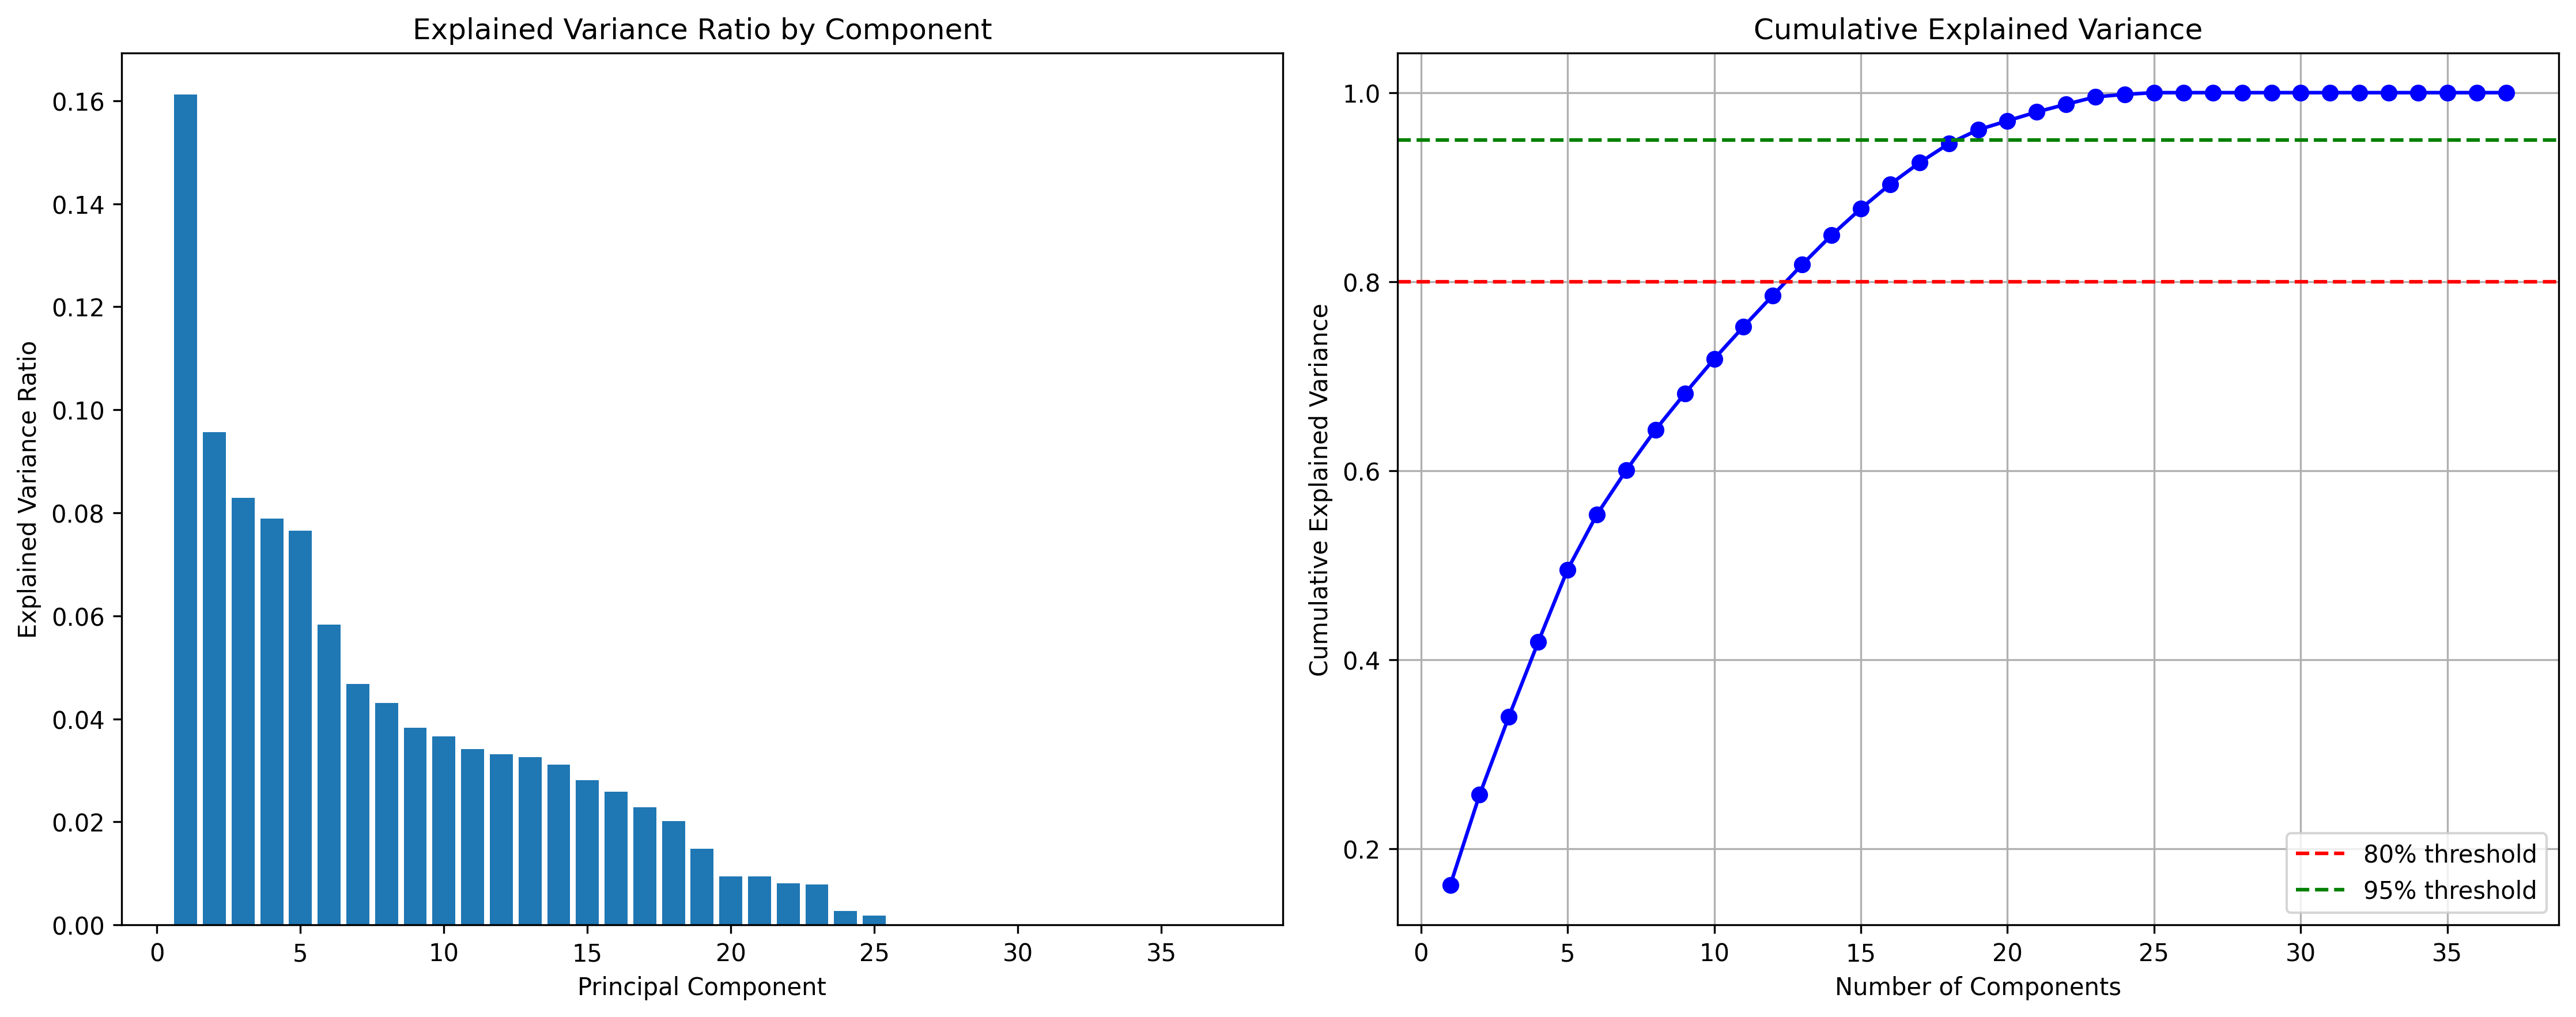 Explained Variance Ratio by Component
Explained Variance Ratio
0.16
0.14
0.12
0.10
0.08
0.06
0.04
0.02
0.00
0 5 10 15 20 25 30 35
Principal Component
Cumulative Explained Variance
Cumulative Explained Variance
1.0
0.8
0.6
0.4
0.2
80% threshold
95% threshold
0 5 10 15 20 25 30 35
Number of Components